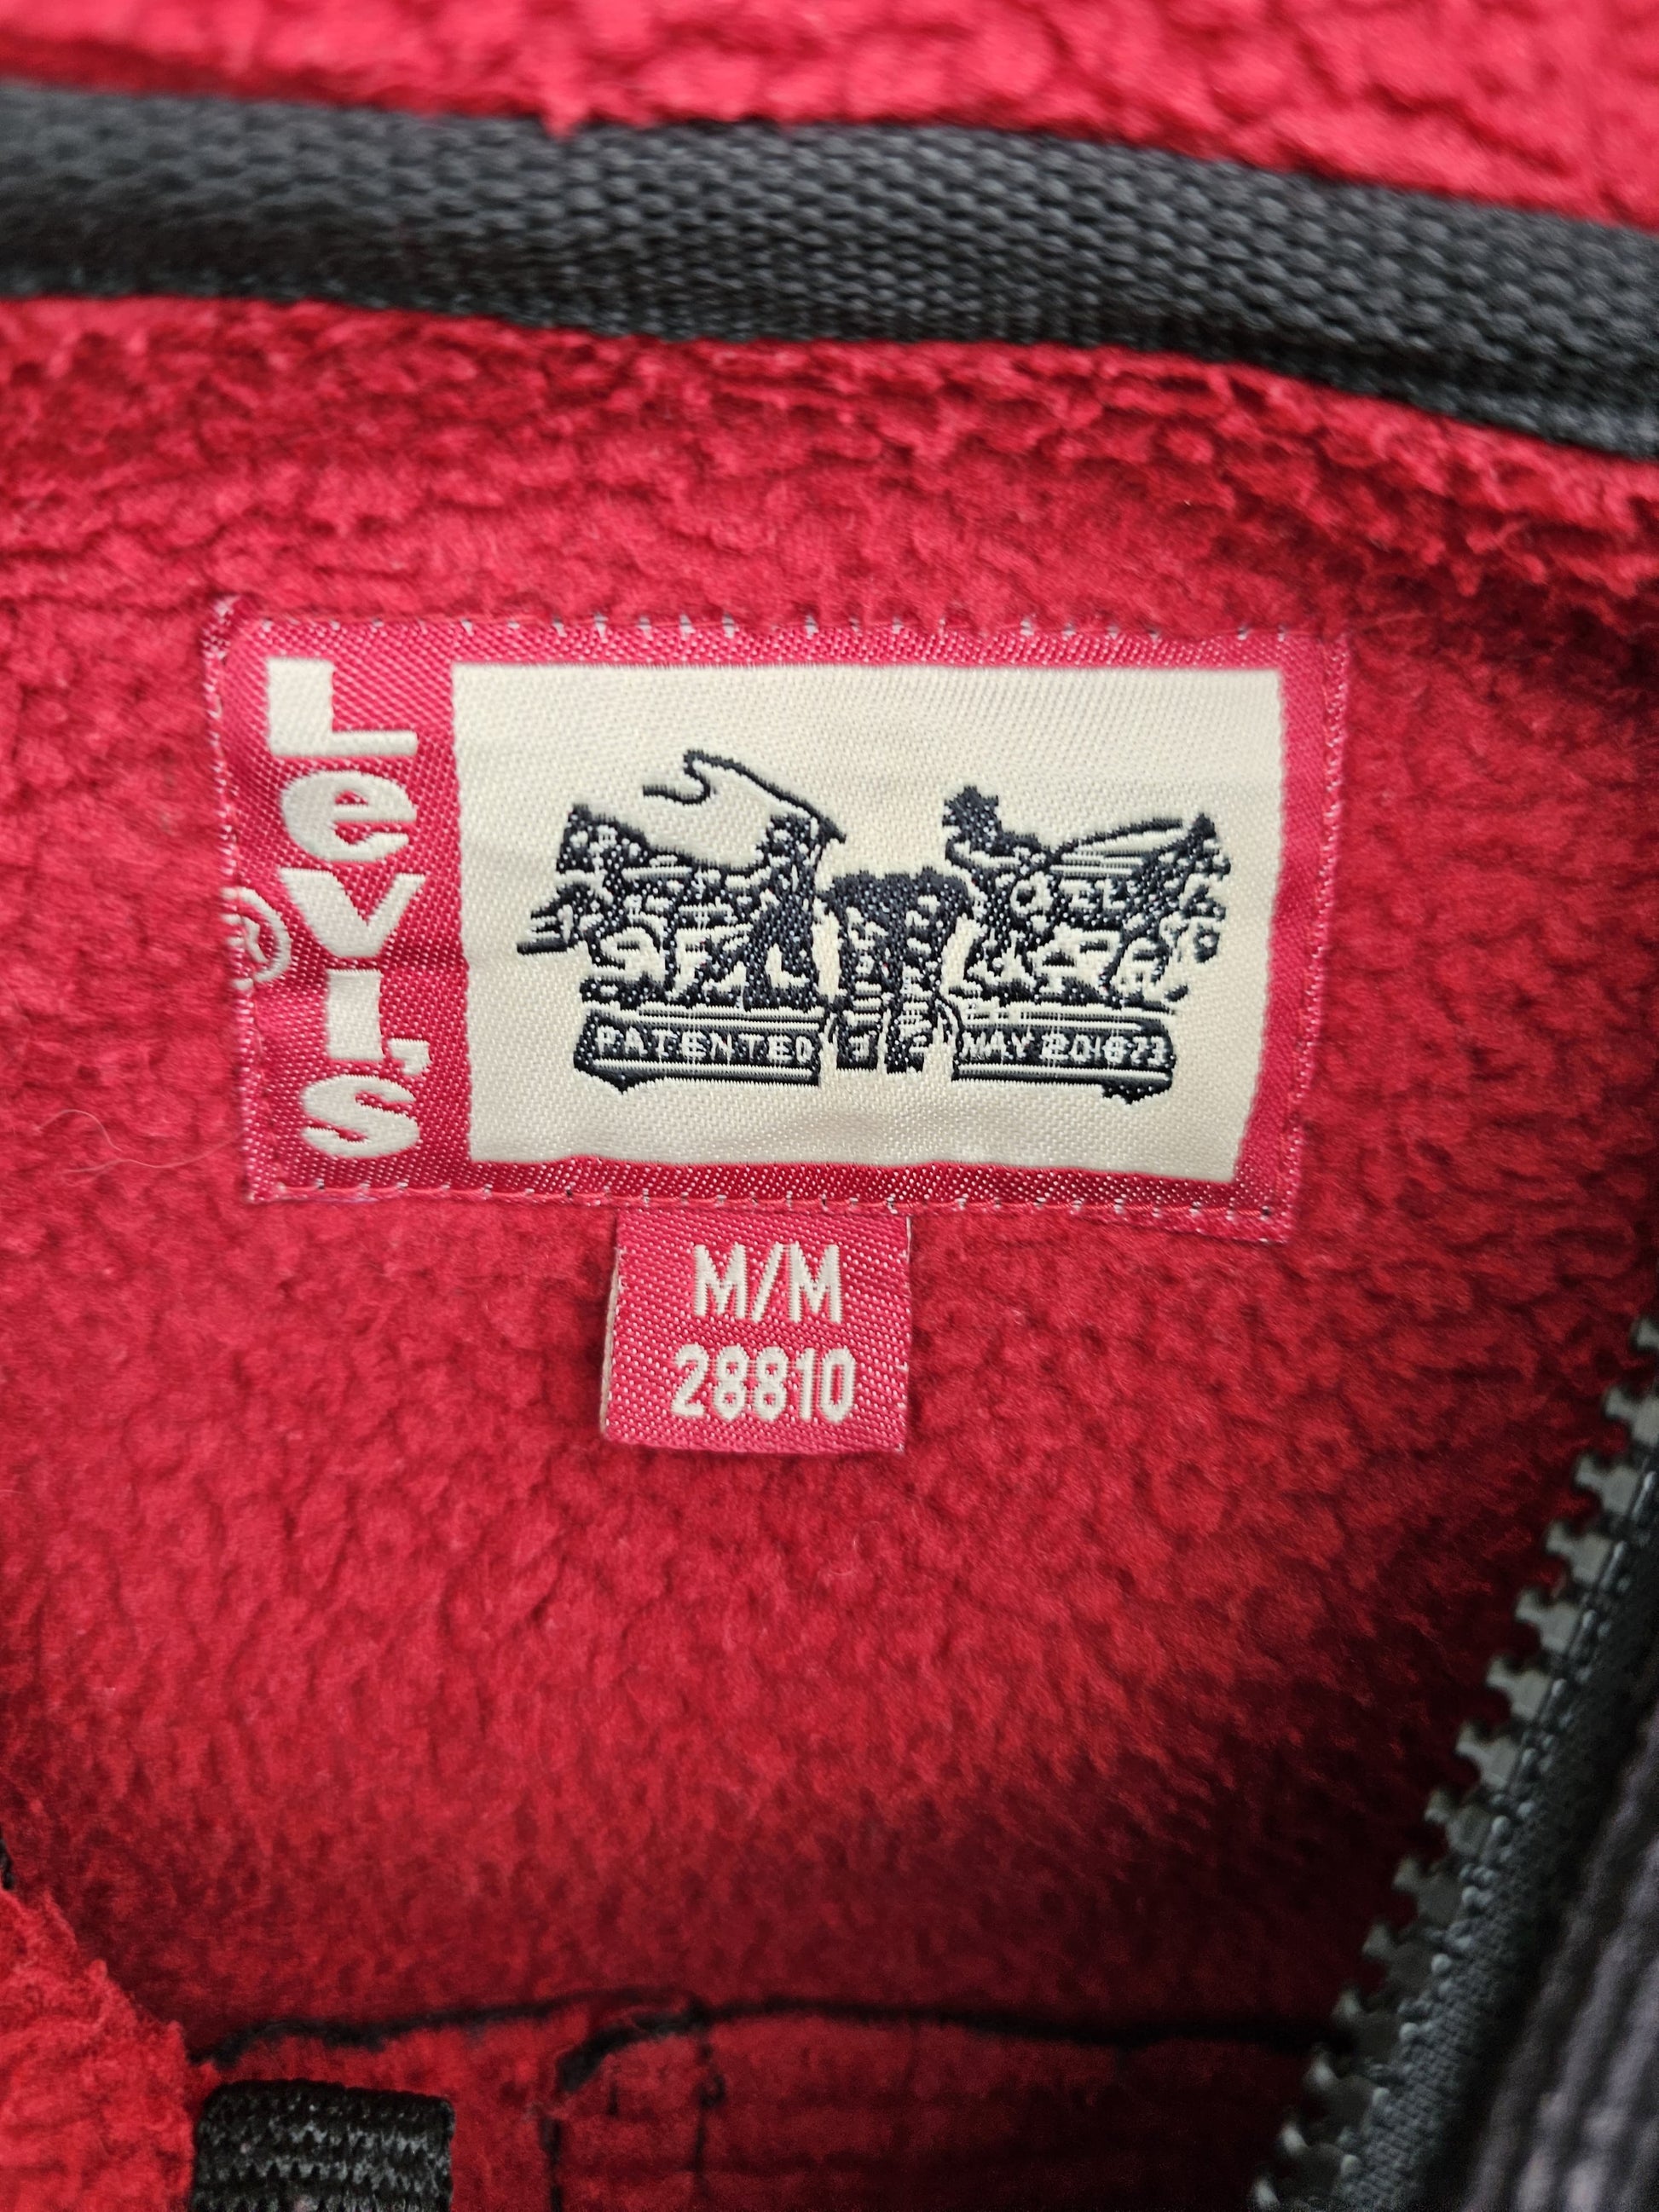 Levi's
®
PATENTED
MAY 20 1873
M/M
28810